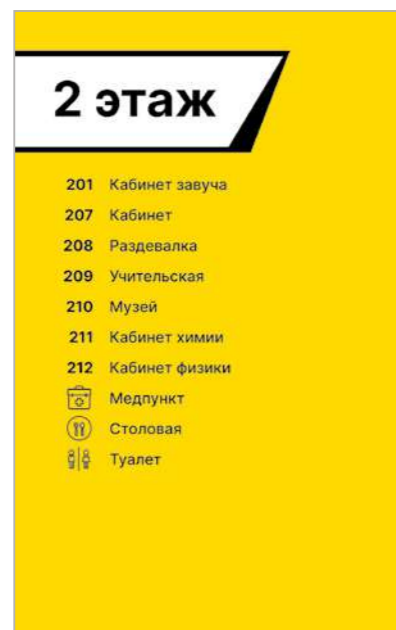 2 этаж
201 Кабинет завуча
207 Кабинет
208 Раздевалка
209 Учительская
210 Музей
211 Кабинет химии
212 Кабинет физики
Медпункт
Столовая
Туалет